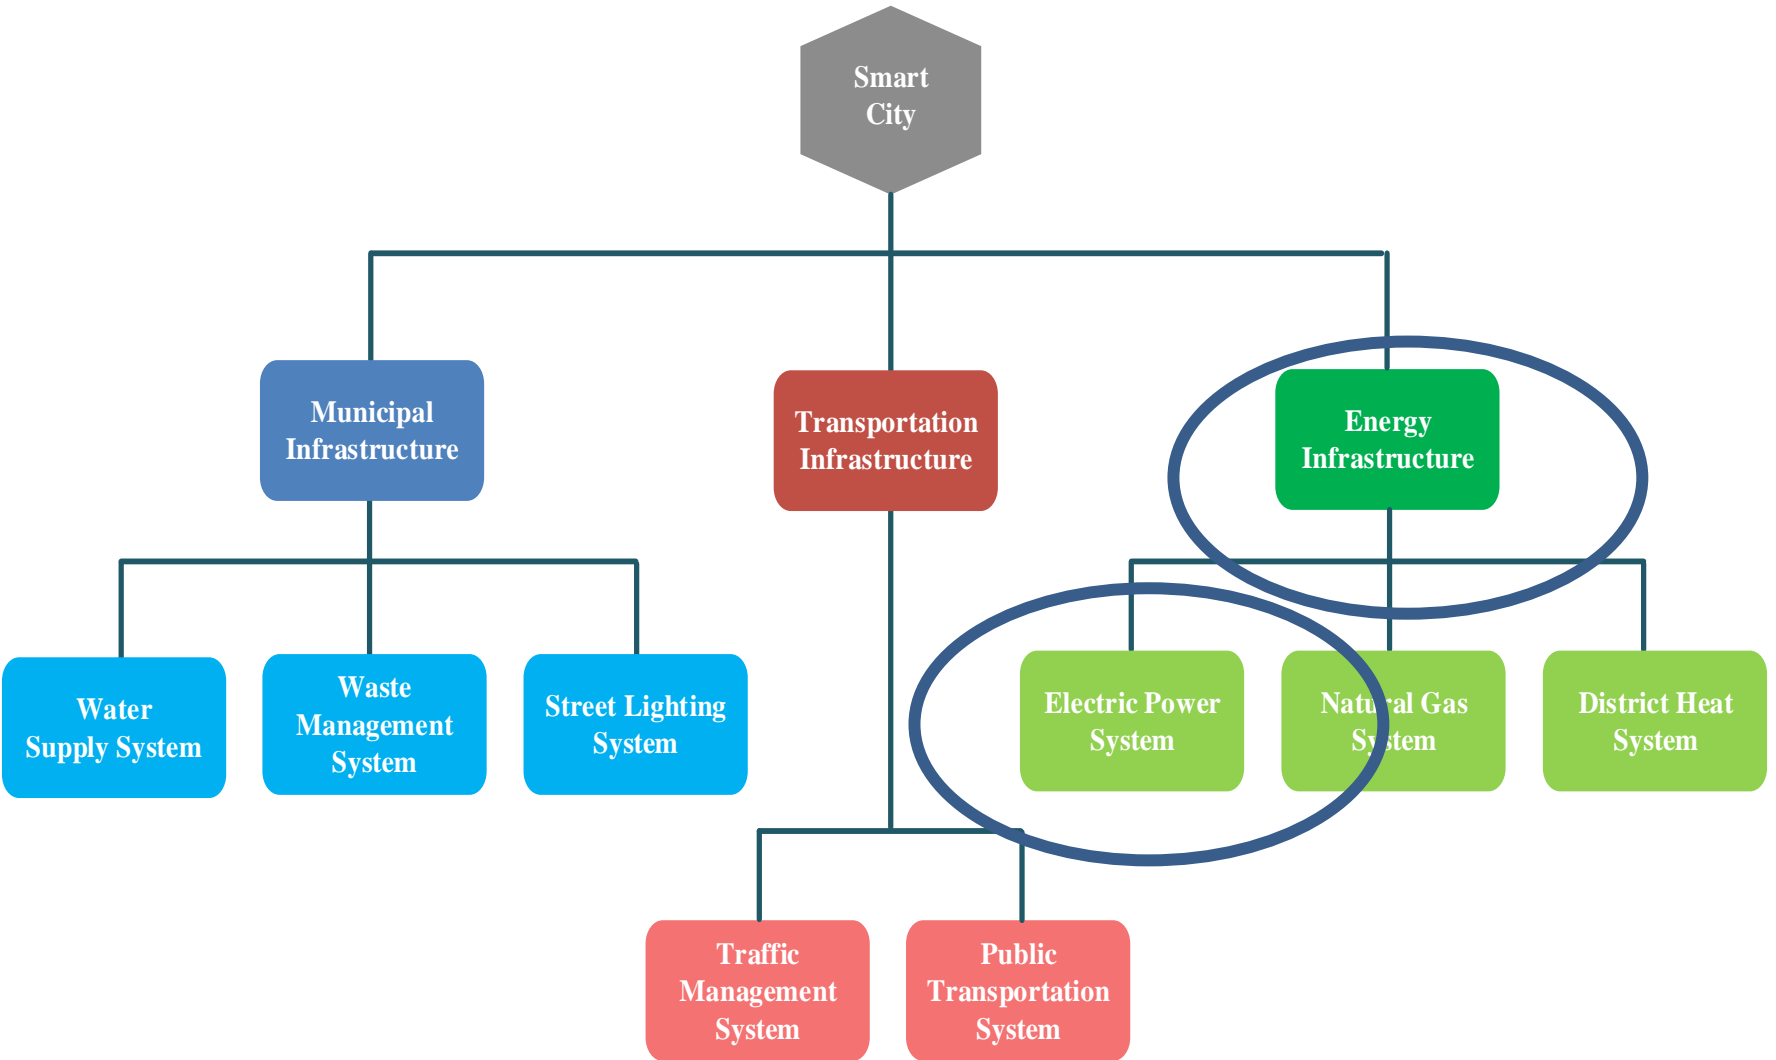 Smart
City
Municipal
Infrastructure
Transportation
Infrastructure
Energy
Infrastructure
Water
Supply System
Waste
Management
System
Street Lighting
System
Electric Power
System
Natural Gas
System
District Heat
System
Traffic
Management
System
Public
Transportation
System